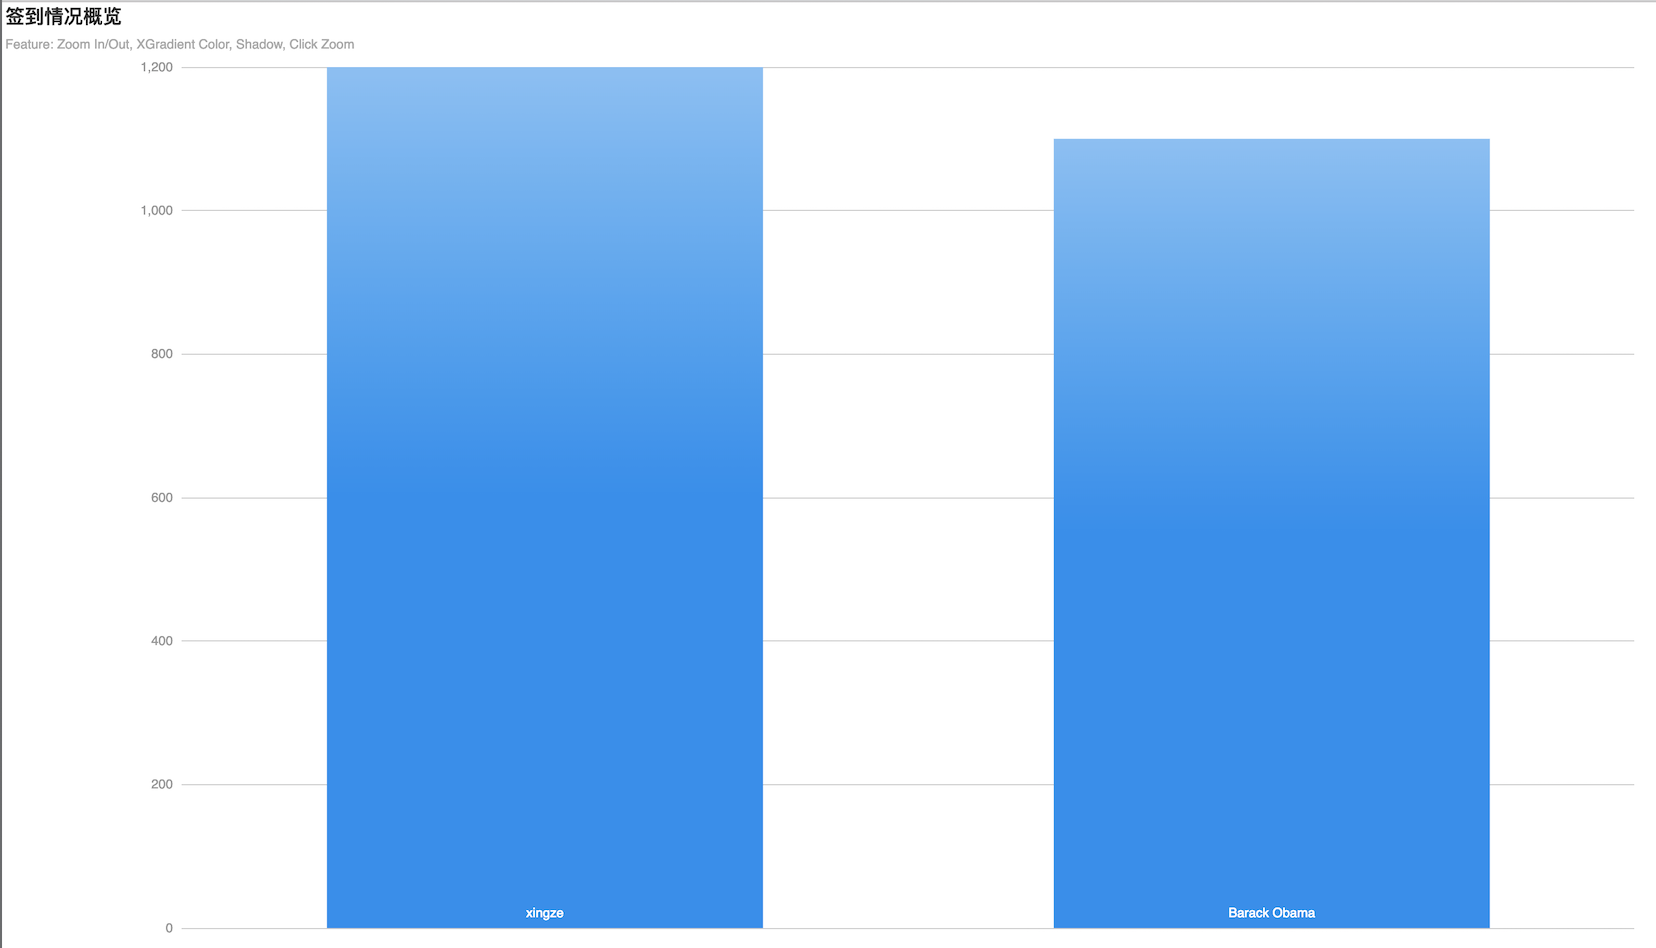 签到情况概览
Feature: Zoom In/Out, XGradient Color, Shadow, Click Zoom
1,200
1,000
800
600
400
200
0
xingze
Barack Obama